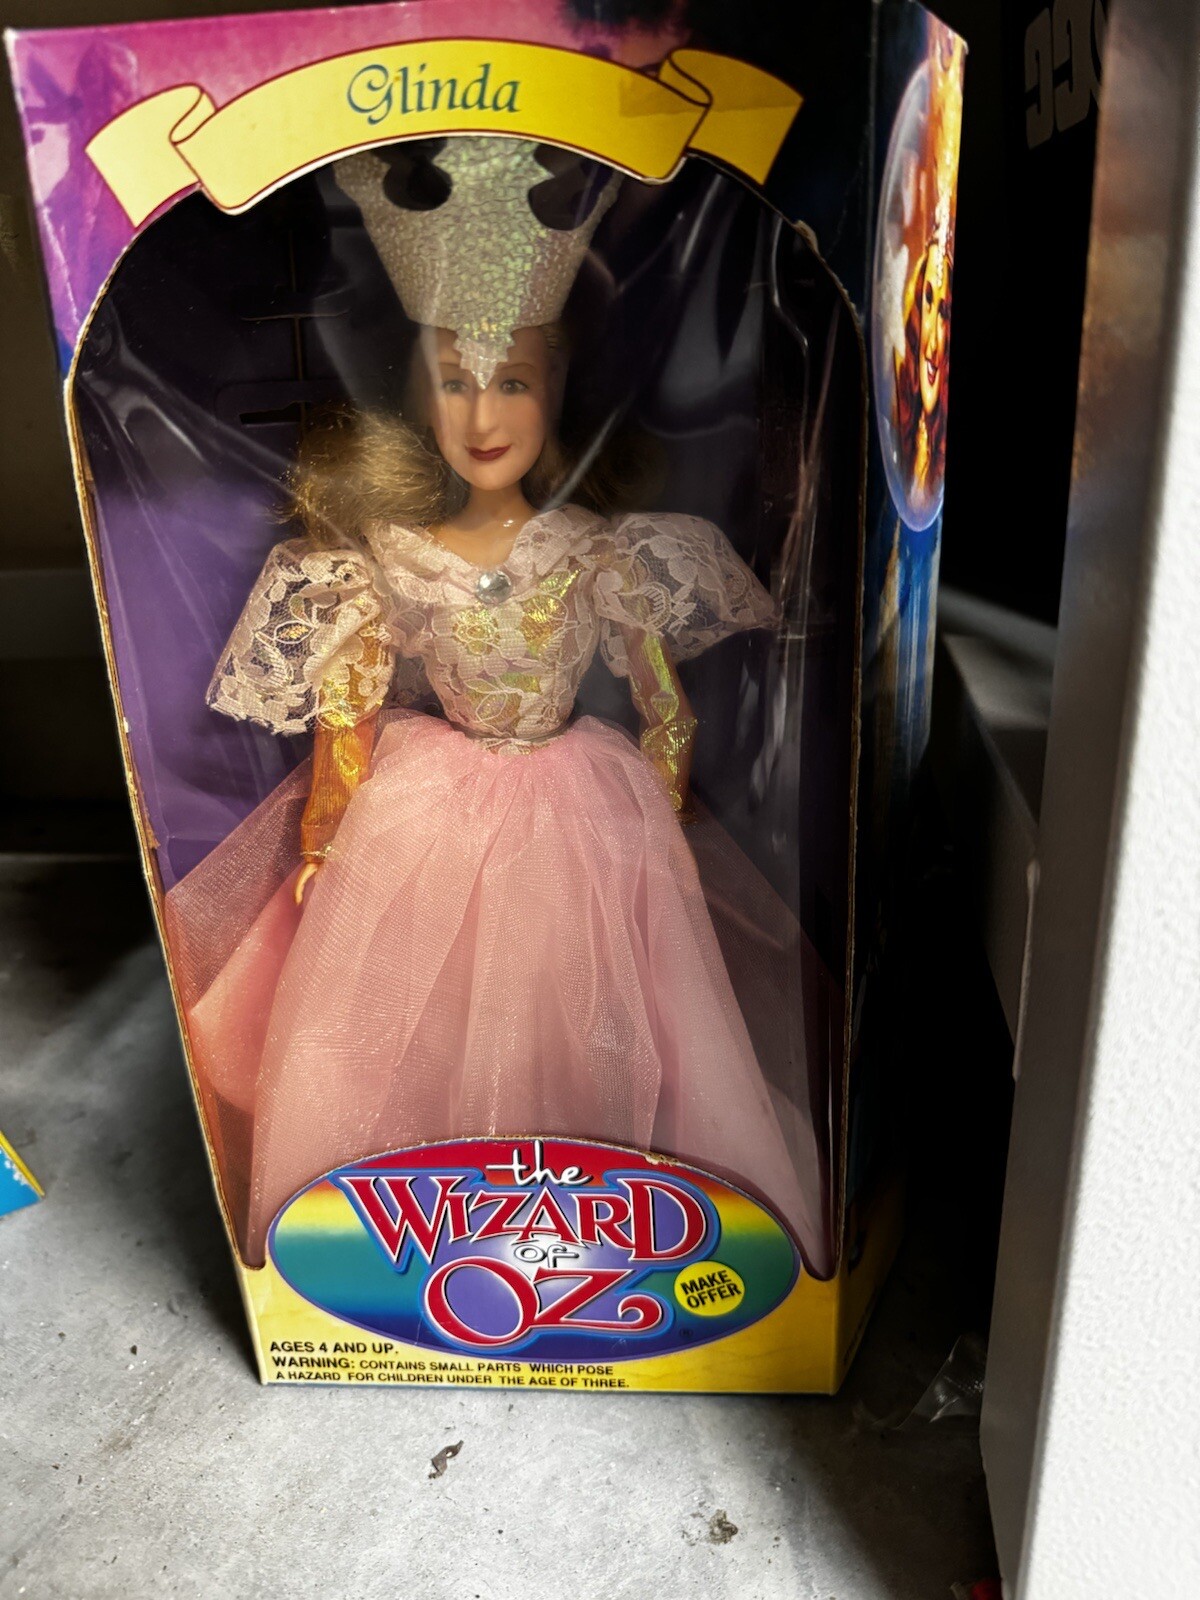 Glinda
the
WIZARD
OF
OZ
MAKE
OFFER
®
AGES 4 AND UP.
WARNING: CONTAINS SMALL PARTS WHICH POSE
A HAZARD FOR CHILDREN UNDER THE AGE OF THREE.